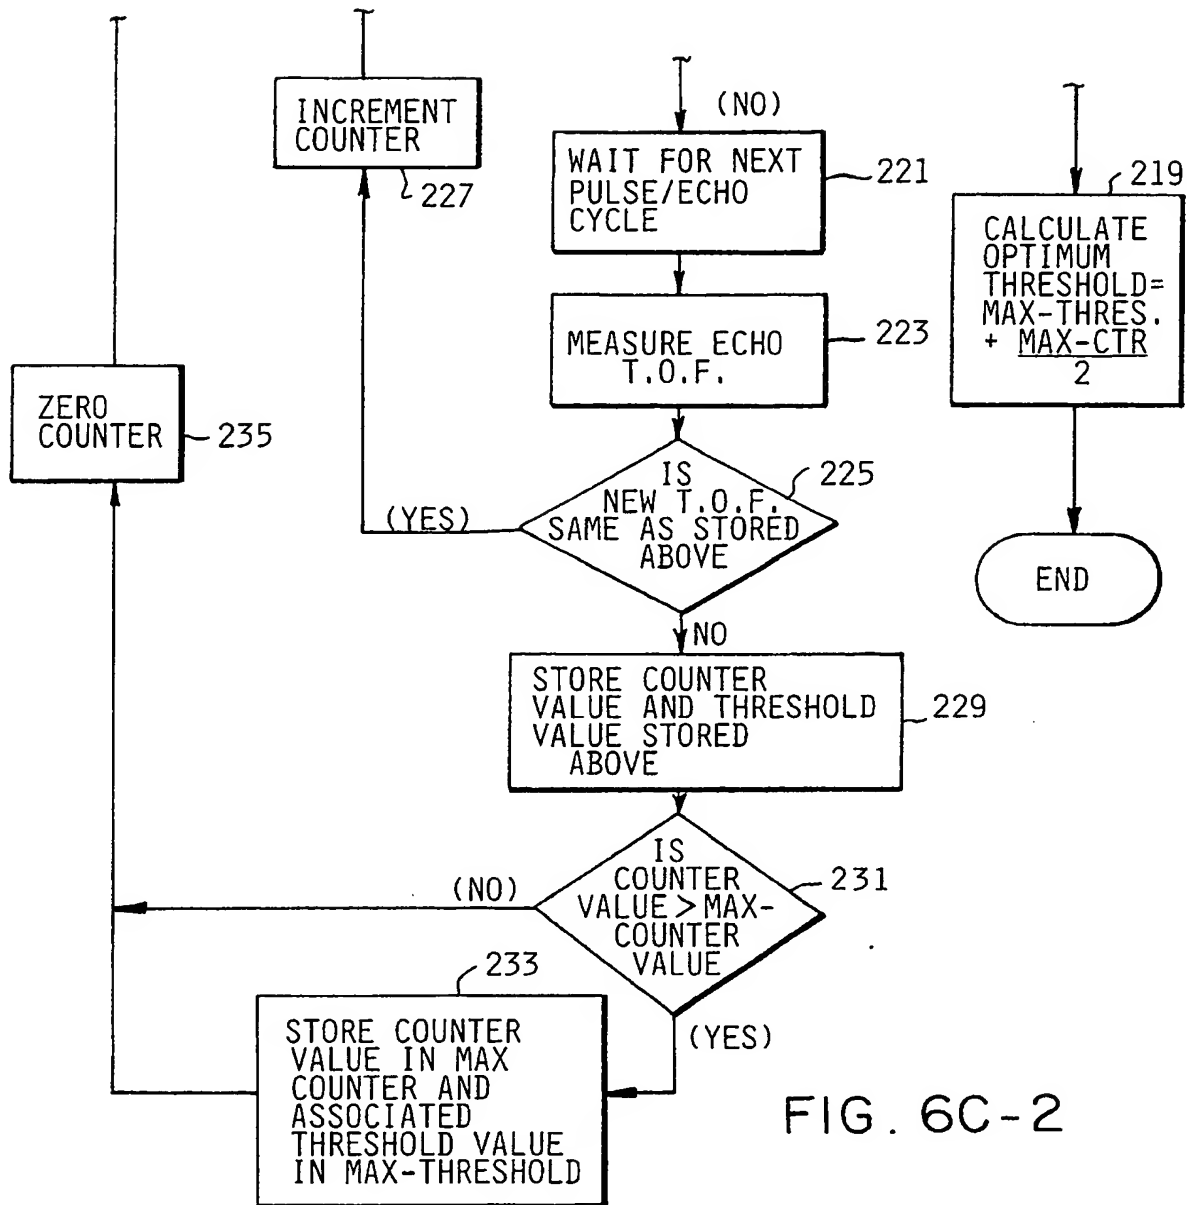 INCREMENT
COUNTER
227
(NO)
WAIT FOR NEXT
PULSE/ECHO
CYCLE
221
219
CALCULATE
OPTIMUM
THRESHOLD=
MAX-THRES.
+ MAX-CTR
2
MEASURE ECHO
T.O.F.
223
ZERO
COUNTER
235
IS
NEW T.O.F.
SAME AS STORED
ABOVE
225
(YES)
END
NO
STORE COUNTER
VALUE AND THRESHOLD
VALUE STORED
ABOVE
229
IS
COUNTER
VALUE > MAX-
COUNTER
VALUE
231
(NO)
(YES)
233
STORE COUNTER
VALUE IN MAX
COUNTER AND
ASSOCIATED
THRESHOLD VALUE
IN MAX-THRESHOLD
FIG. 6C-2